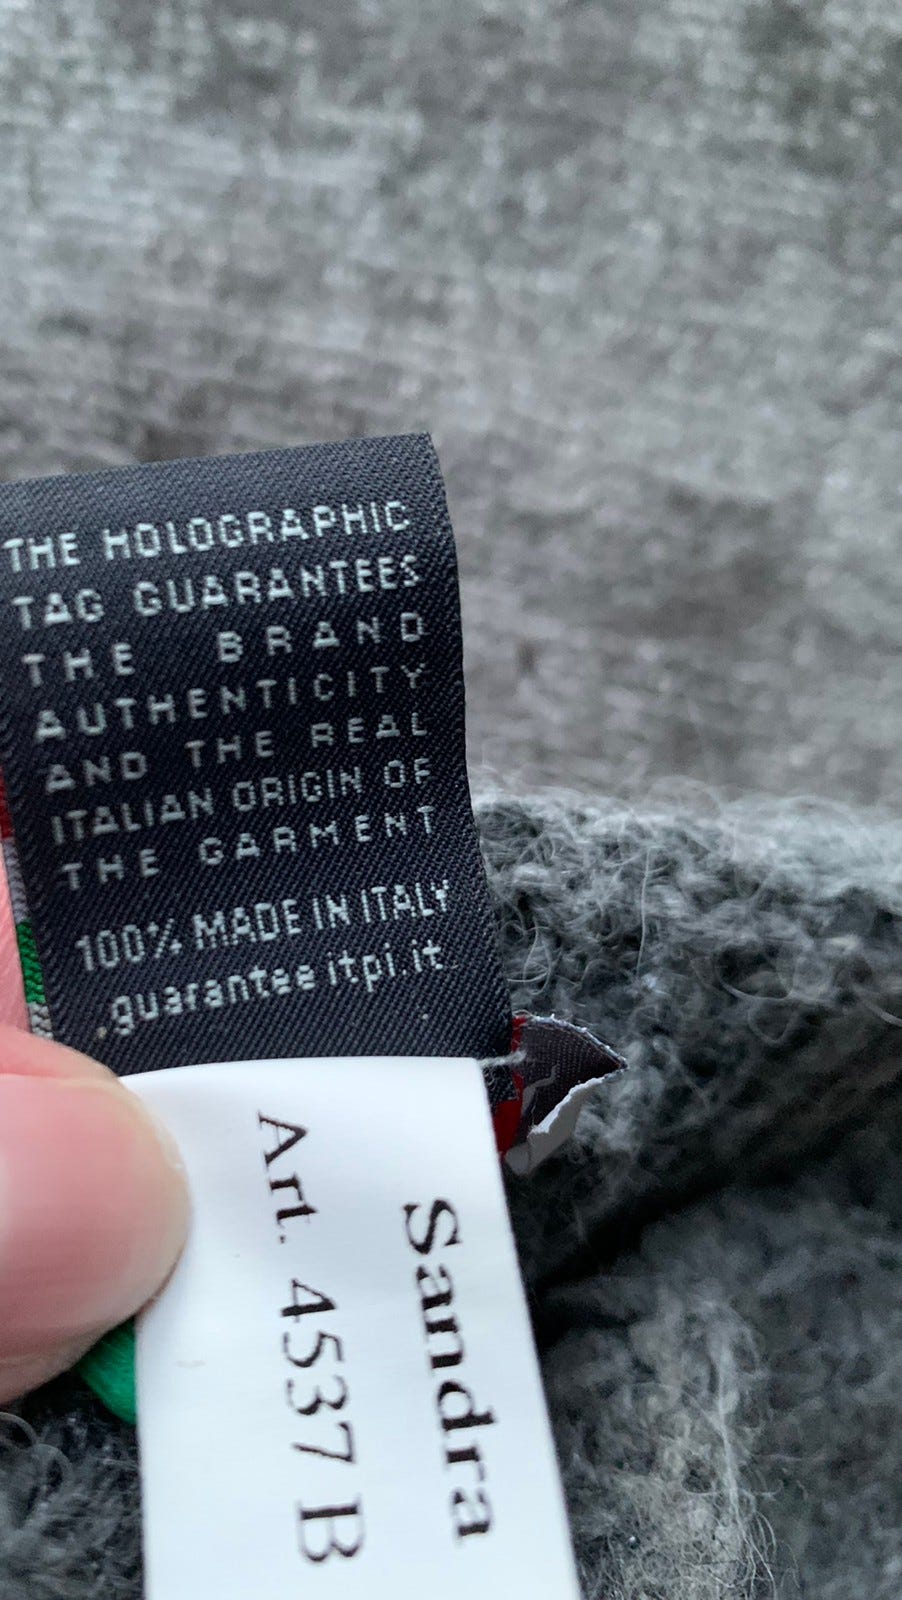 THE HOLOGRAPHIC
TAG GUARANTEES
THE BRAND
AUTHENTICITY
AND THE REAL
ITALIAN ORIGIN OF
THE GARMENT
100% MADE IN ITALY
guarantee itpi.it
Sandra
Art. 4537 B